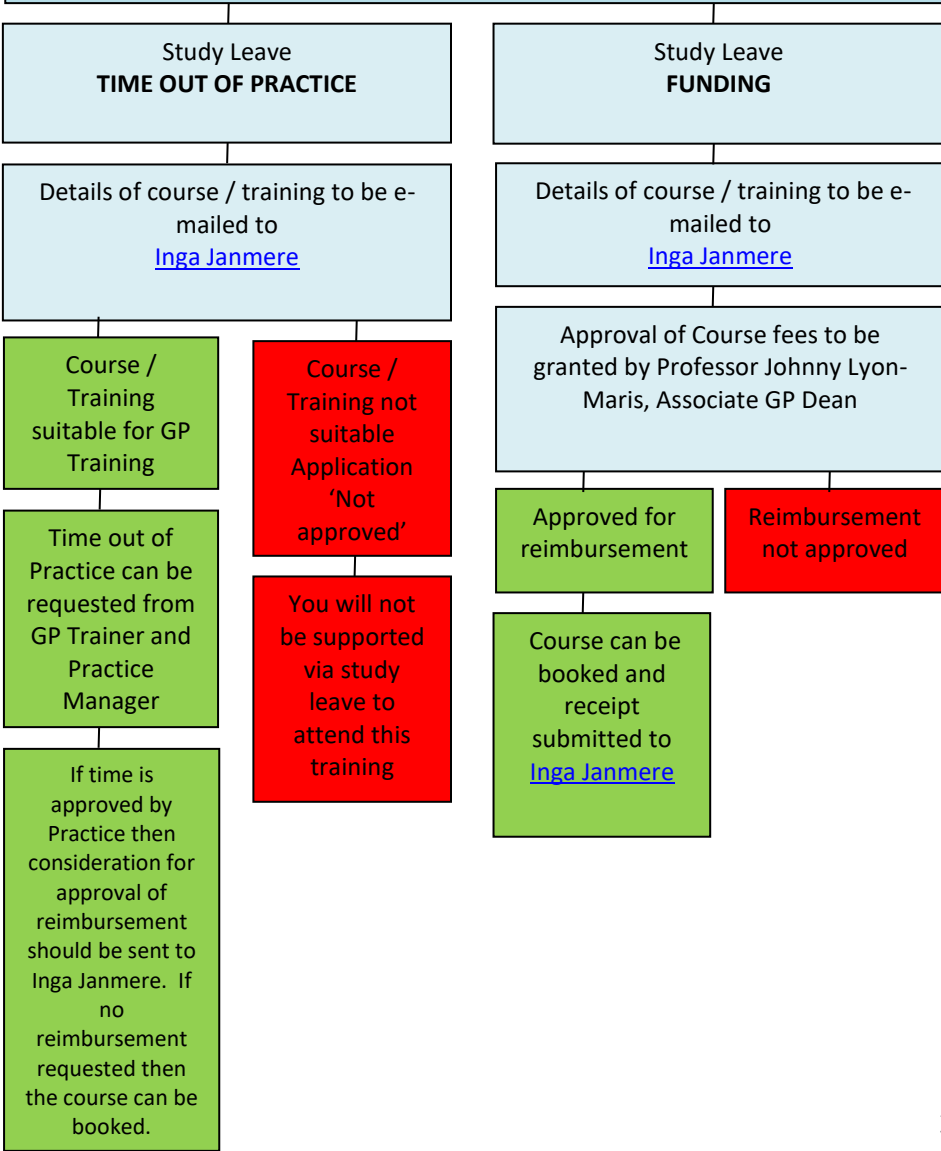 Study Leave
TIME OUT OF PRACTICE
Details of course / training to be e-
mailed to
Inga Janmere
Course /
Training
suitable for GP
Training
Time out of
Practice can be
requested from
GP Trainer and
Practice
Manager
If time is
approved by
Practice then
consideration for
approval of
reimbursement
should be sent to
Inga Janmere.  If
no
reimbursement
requested then
the course can be
booked.
Course /
Training not
suitable
Application
‘Not
approved’
You will not
be supported
via study
leave to
attend this
training
Study Leave
FUNDING
Details of course / training to be e-
mailed to
Inga Janmere
Approval of Course fees to be
granted by Professor Johnny Lyon-
Maris, Associate GP Dean
Approved for
reimbursement
Course can be
booked and
receipt
submitted to
Inga Janmere
Reimbursement
not approved